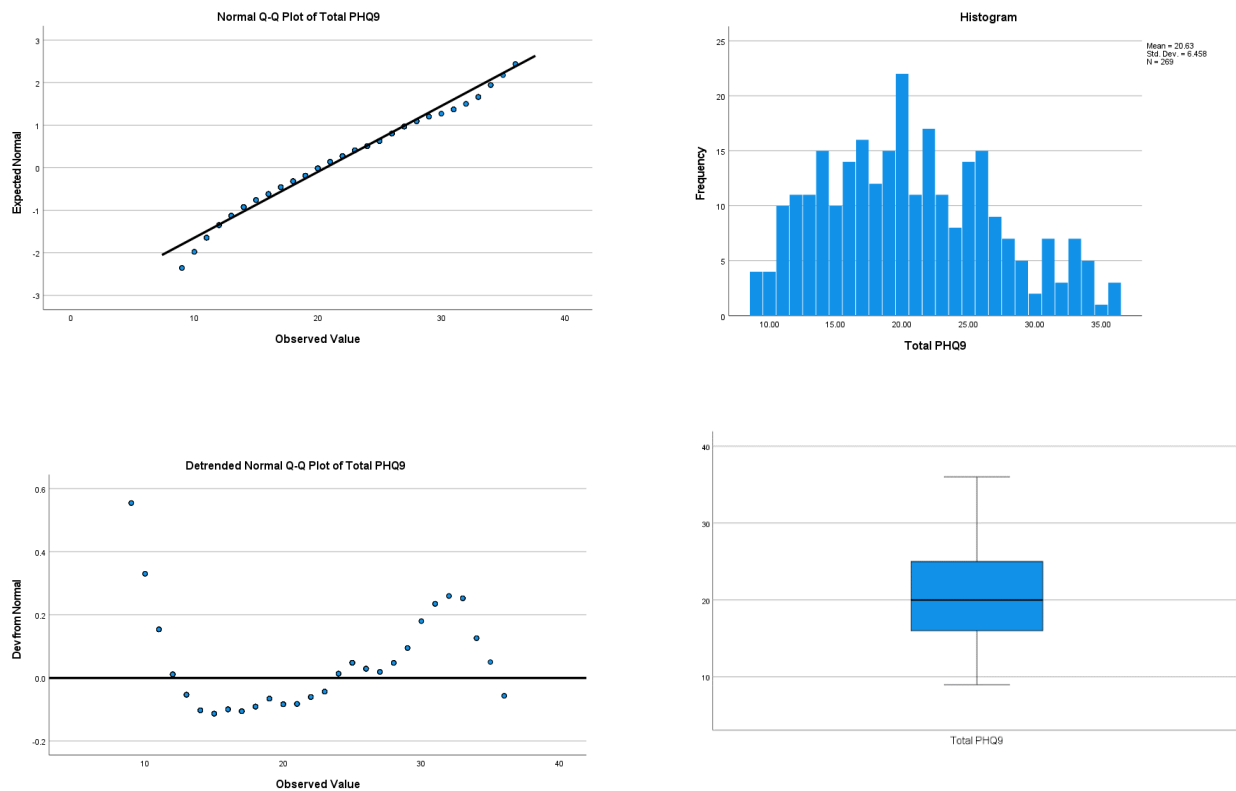 Normal Q-Q Plot of Total PHQ9
3
2
1
0
-1
-2
-3
Expected Normal
0 10 20 30 40
Observed Value
Histogram
Mean = 20.63
Std. Dev. = 6.458
N = 269
25
20
15
10
5
0
Frequency
10.00 15.00 20.00 25.00 30.00 35.00
Total PHQ9
Detrended Normal Q-Q Plot of Total PHQ9
0.6
0.4
0.2
0.0
-0.2
Dev from Normal
10 20 30 40
Observed Value
40
30
20
10
Total PHQ9